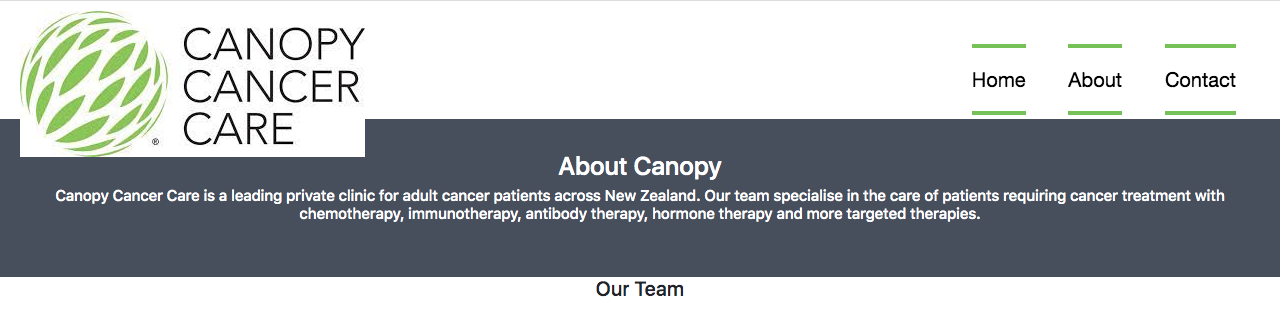 CANOPY
CANCER
CARE
®
Home
About
Contact
About Canopy
Canopy Cancer Care is a leading private clinic for adult cancer patients across New Zealand. Our team specialise in the care of patients requiring cancer treatment with
chemotherapy, immunotherapy, antibody therapy, hormone therapy and more targeted therapies.
Our Team